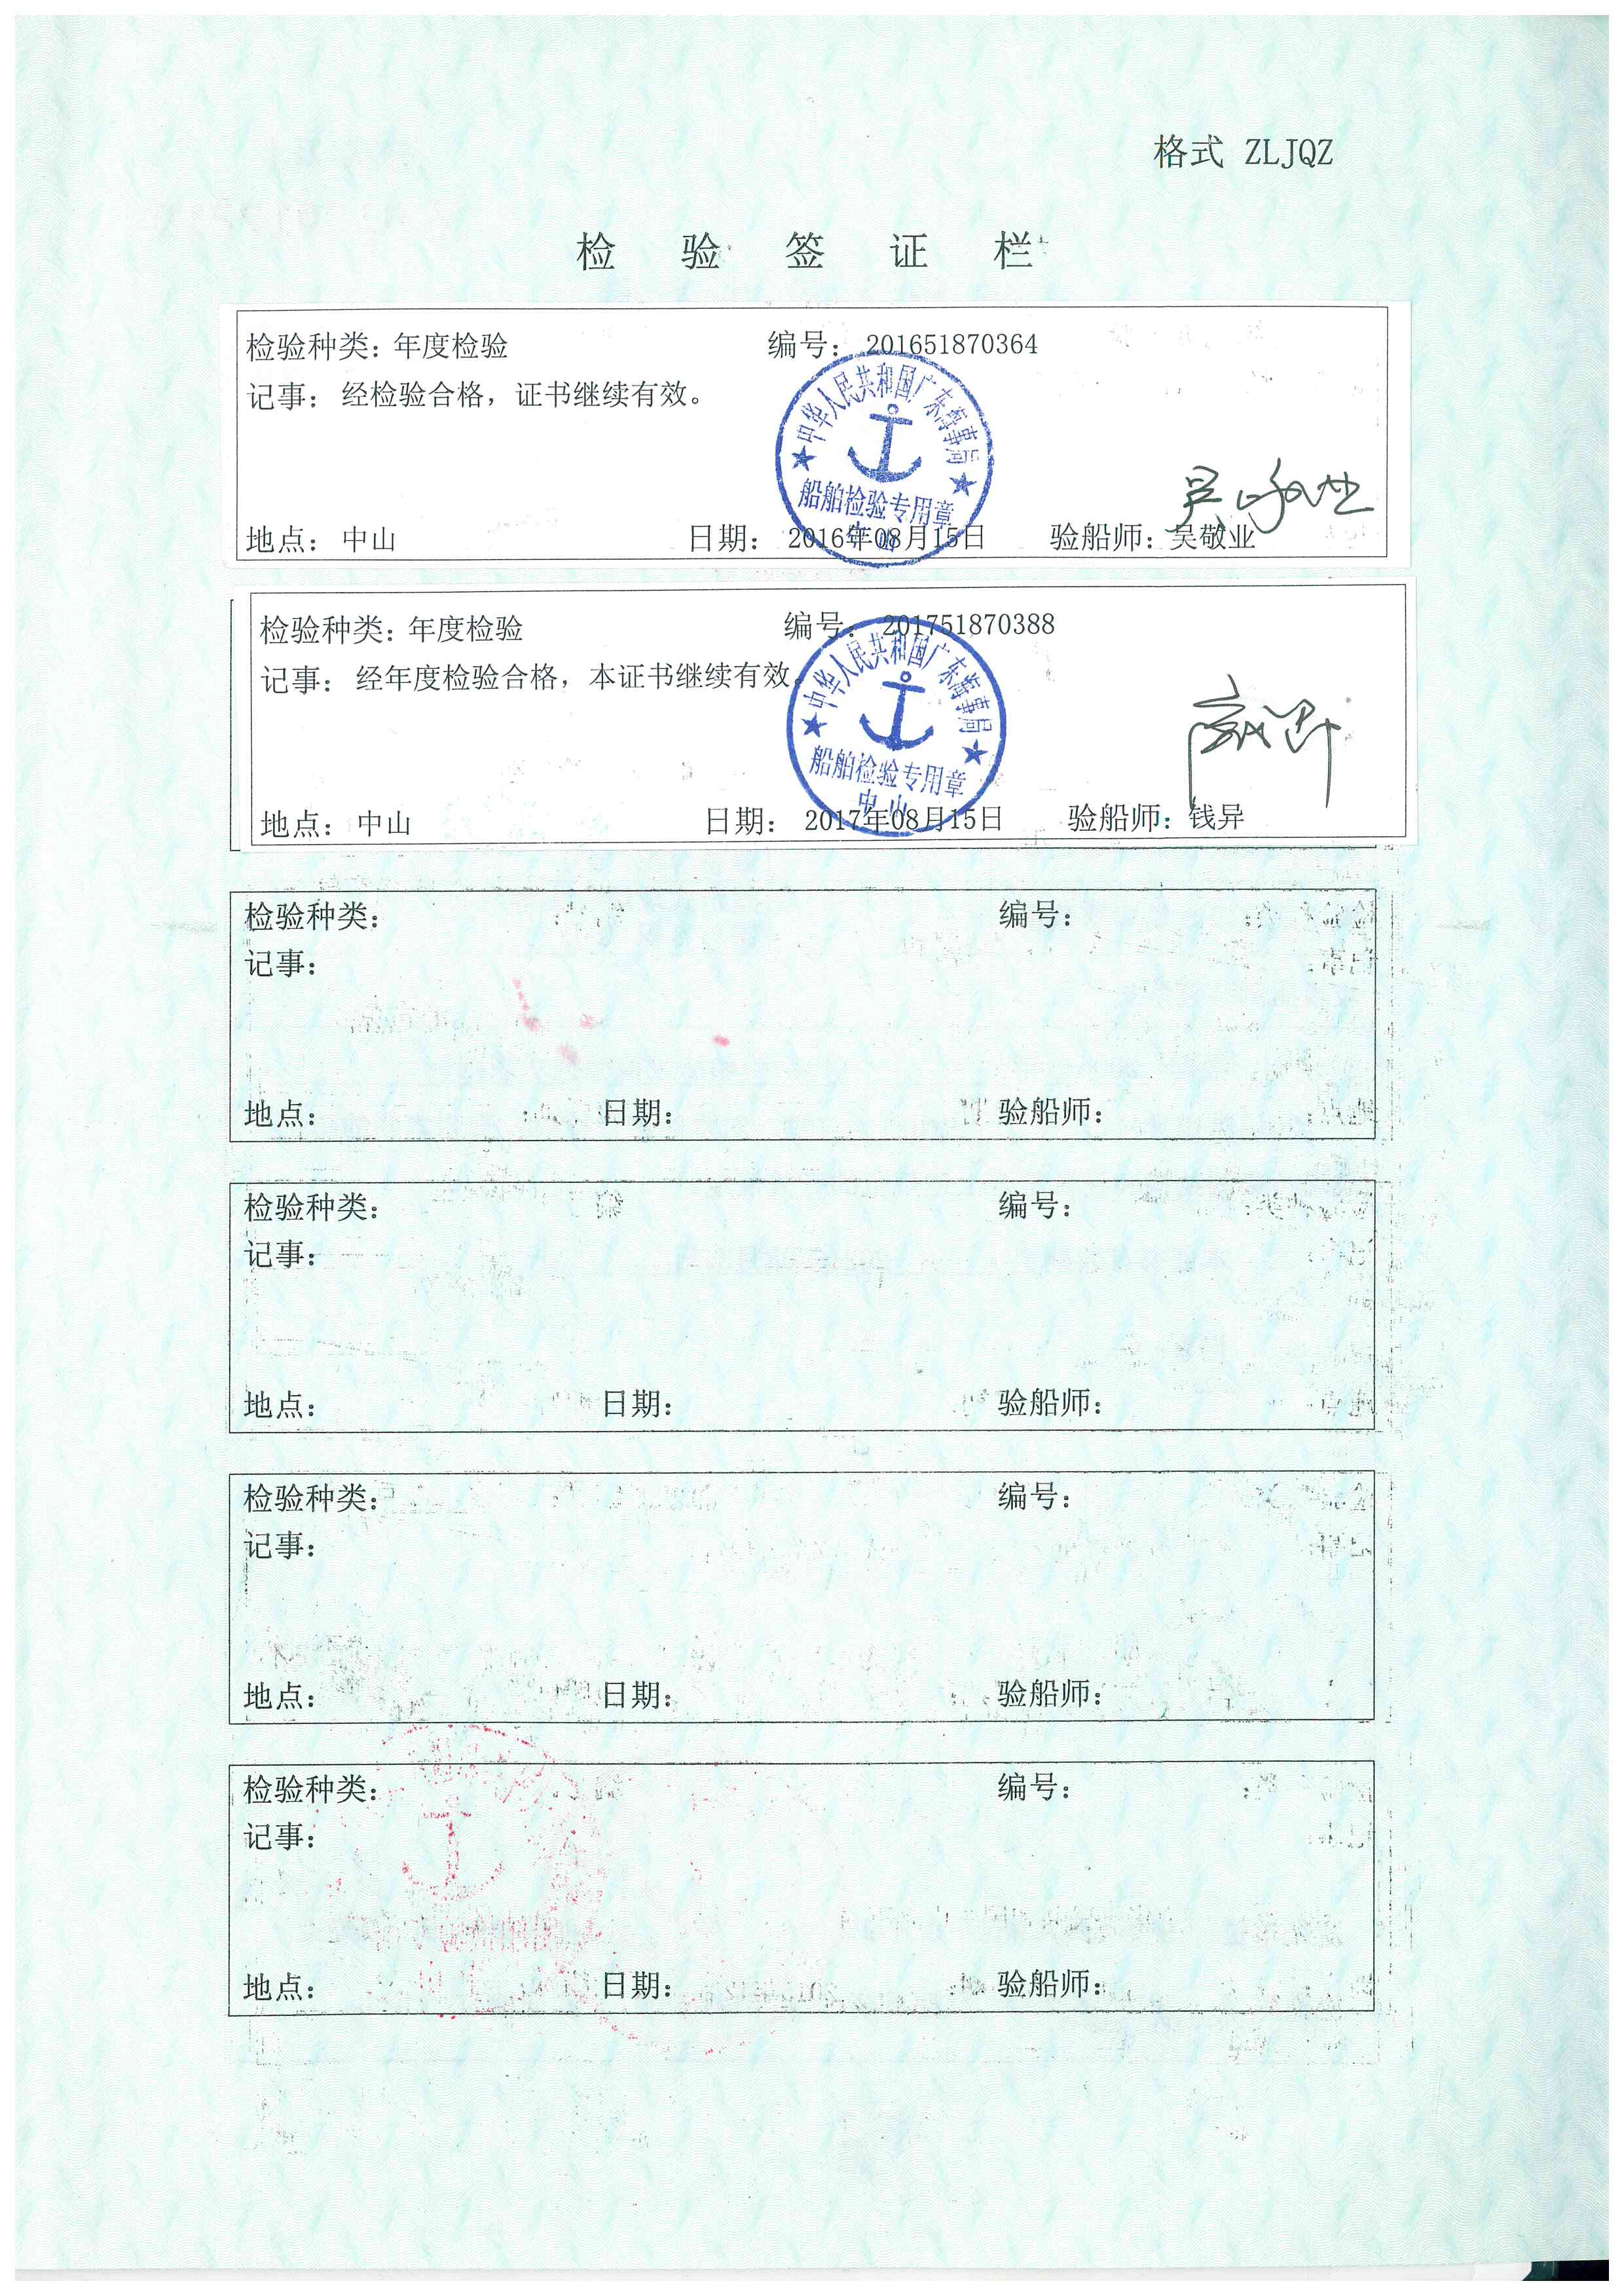 格式 ZLJQZ
检 验 签 证 栏
检验种类：年度检验 编号：201651870364
记事：经检验合格，证书继续有效。
中华人民共和国广东海事局
船舶检验专用章
中山
吴敬业
地点：中山 日期：2016年08月15日 验船师：吴敬业
检验种类：年度检验 编号：201751870388
记事：经年度检验合格，本证书继续有效。
中华人民共和国广东海事局
船舶检验专用章
中山
地点：中山 日期：2017年08月15日 验船师：钱异
检验种类： 编号：
记事：
地点： 日期： 验船师：
检验种类： 编号：
记事：
地点： 日期： 验船师：
检验种类： 编号：
记事：
地点： 日期： 验船师：
检验种类： 编号：
记事：
地点： 日期： 验船师：